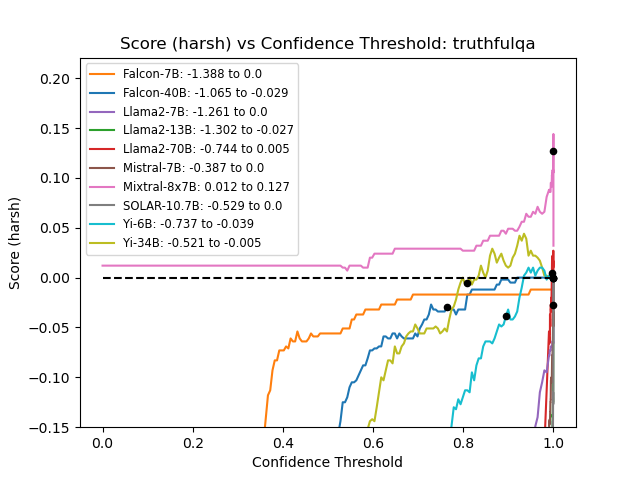 Score (harsh) vs Confidence Threshold: truthfulqa
Falcon-7B: -1.388 to 0.0
Falcon-40B: -1.065 to -0.029
Llama2-7B: -1.261 to 0.0
Llama2-13B: -1.302 to -0.027
Llama2-70B: -0.744 to 0.005
Mistral-7B: -0.387 to 0.0
Mixtral-8x7B: 0.012 to 0.127
SOLAR-10.7B: -0.529 to 0.0
Yi-6B: -0.737 to -0.039
Yi-34B: -0.521 to -0.005
Score (harsh)
0.20
0.15
0.10
0.05
0.00
−0.05
−0.10
−0.15
0.0 0.2 0.4 0.6 0.8 1.0
Confidence Threshold